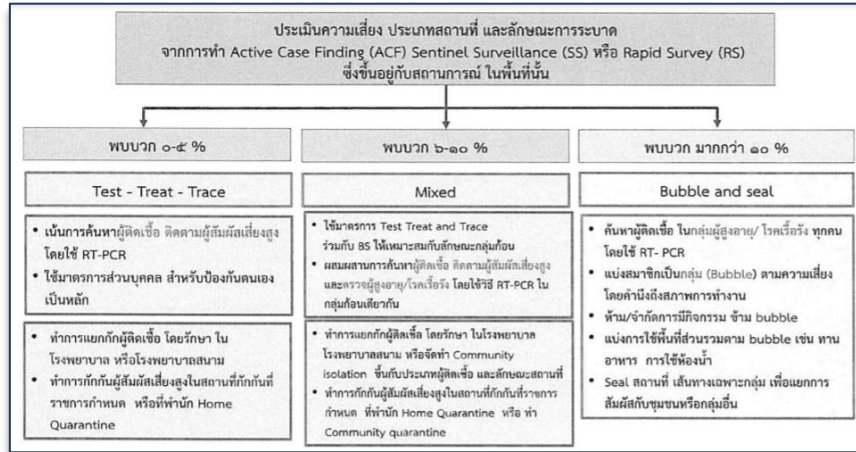 ประเมินความเสี่ยง ประเภทสถานที่ และลักษณะการระบาด
จากการทำ Active Case Finding (ACF) Sentinel Surveillance (SS) หรือ Rapid Survey (RS)
ซึ่งขึ้นอยู่กับสถานการณ์ ในพื้นที่นั้น
พบบวก ๐-๕ %
Test - Treat - Trace
• เน้นการค้นหาผู้ติดเชื้อ ติดตามผู้สัมผัสเสี่ยงสูง
โดยใช้ RT-PCR
• ใช้มาตรการส่วนบุคคล สำหรับป้องกันตนเอง
เป็นหลัก
• ทำการแยกกักผู้ติดเชื้อ โดยรักษา ใน
โรงพยาบาล หรือโรงพยาบาลสนาม
• ทำการกักกันผู้สัมผัสเสี่ยงสูงในสถานที่กักกันที่
ราชการกำหนด หรือที่พำนัก Home
Quarantine
พบบวก ๖-๑๐ %
Mixed
• ใช้มาตรการ Test Treat and Trace
ร่วมกับ BS ให้เหมาะสมกับลักษณะกลุ่มก้อน
• ผสมผสานการค้นหาผู้ติดเชื้อ ติดตามผู้สัมผัสเสี่ยงสูง
และตรวจผู้สูงอายุ/โรคเรื้อรัง โดยใช้วิธี RT-PCR ใน
กลุ่มก้อนเดียวกัน
• ทำการแยกกักผู้ติดเชื้อ โดยรักษา ในโรงพยาบาล
โรงพยาบาลสนาม หรือจัดทำ Community
isolation ขึ้นกับประเภทผู้ติดเชื้อ และลักษณะสถานที่
• ทำการกักกันผู้สัมผัสเสี่ยงสูงในสถานที่กักกันที่ราชการ
กำหนด ที่พำนัก Home Quarantine หรือ ทำ
Community quarantine
พบบวก มากกว่า ๑๐ %
Bubble and seal
• ค้นหาผู้ติดเชื้อ ในกลุ่มผู้สูงอายุ/ โรคเรื้อรัง ทุกคน
โดยใช้ RT- PCR
• แบ่งสมาชิกเป็นกลุ่ม (Bubble) ตามความเสี่ยง
โดยคำนึงถึงสภาพการทำงาน
• ห้าม/จำกัดการมีกิจกรรม ข้าม bubble
• แบ่งการใช้พื้นที่ส่วนรวมตาม bubble เช่น ทาน
อาหาร การใช้ห้องน้ำ
• Seal สถานที่ เส้นทางเฉพาะกลุ่ม เพื่อแยกการ
สัมผัสกับชุมชนหรือกลุ่มอื่น